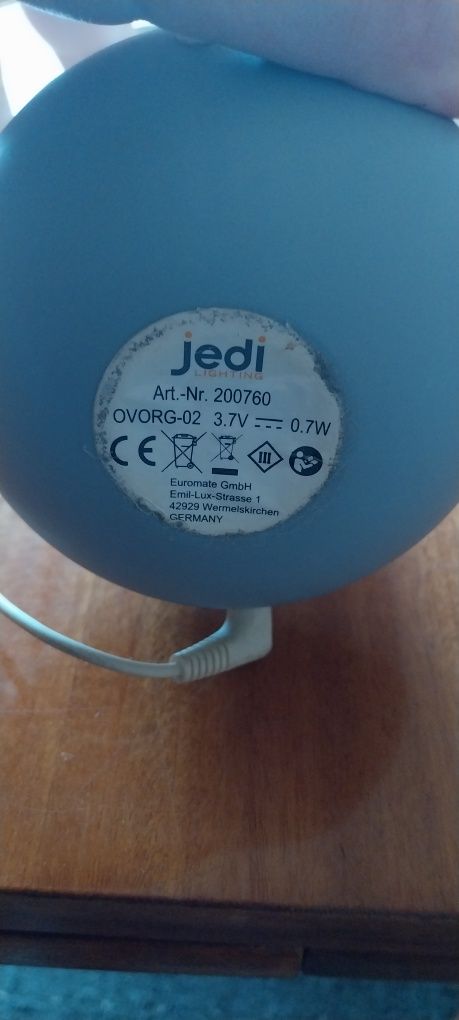 jedi
LIGHTING
Art.-Nr. 200760
OVORG-02 3.7V ⎓ 0.7W
CE III
Euromate GmbH
Emil-Lux-Strasse 1
42929 Wermelskirchen
GERMANY